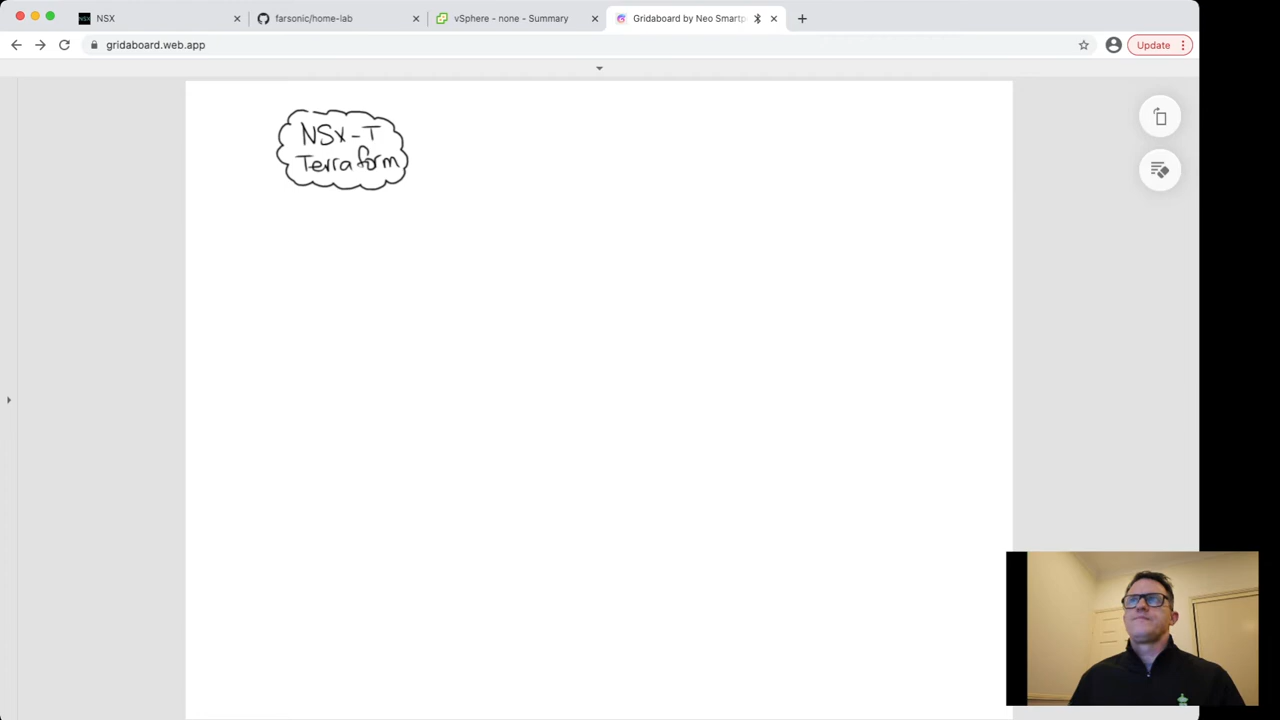 NSX
farsonic/home-lab
vSphere - none - Summary
Gridaboard by Neo Smartp
gridaboard.web.app
Update
NSX-T
Terraform